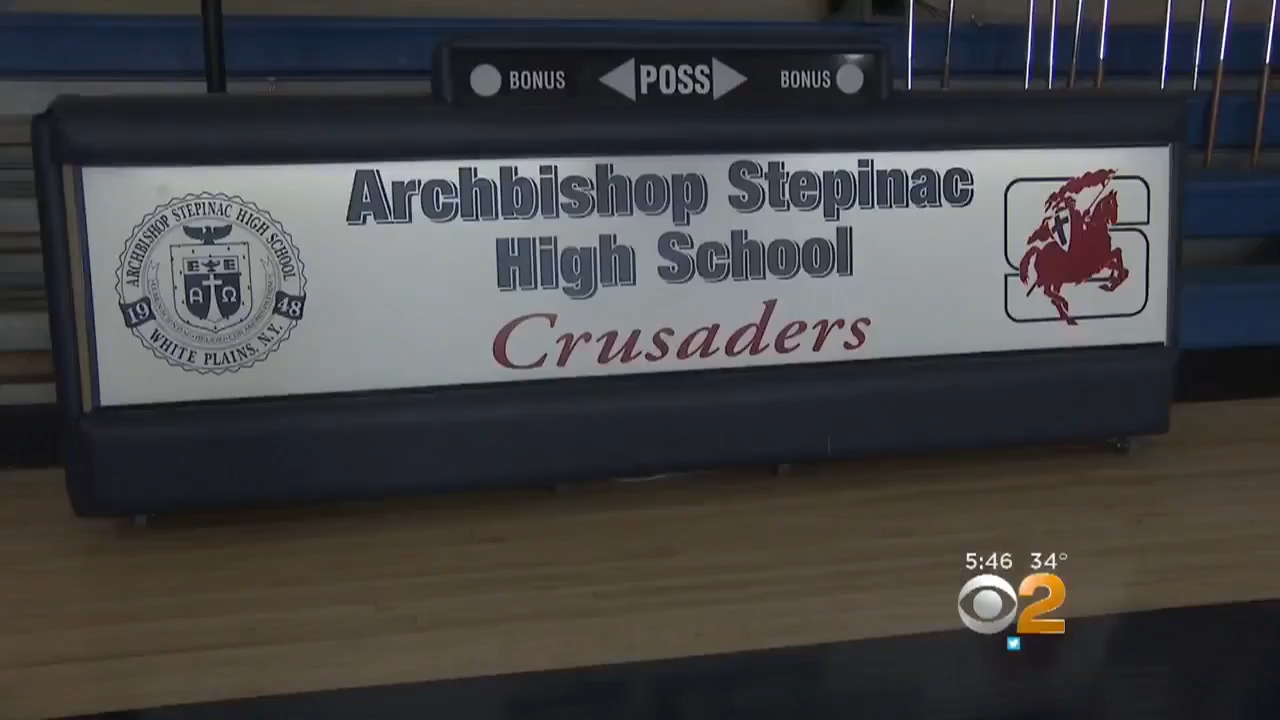 BONUS POSS BONUS
Archbishop Stepinac
High School
Crusaders
ARCHBISHOP STEPINAC HIGH SCHOOL
19 48
A Ω
WHITE PLAINS, N.Y.
S
5:46 34°
2